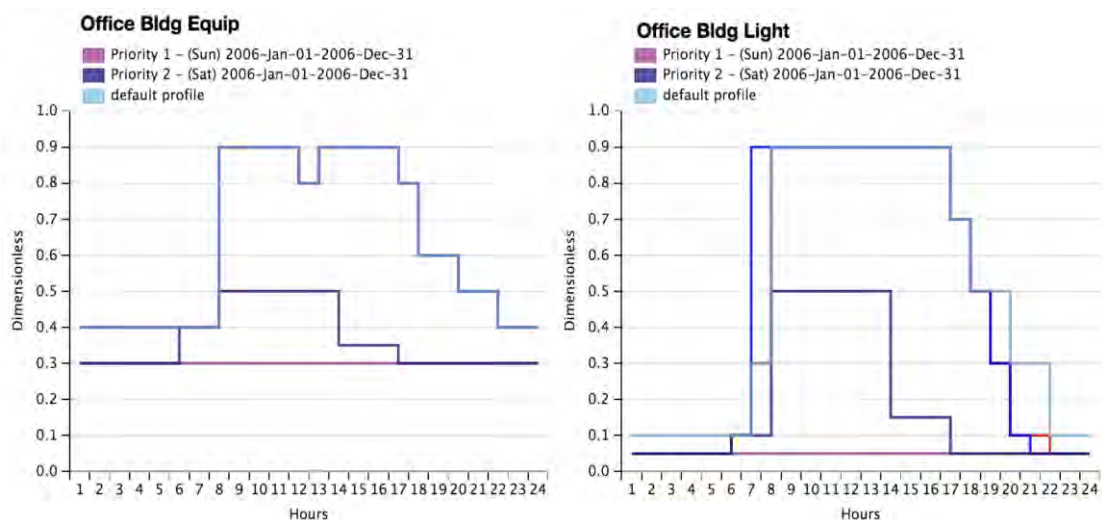 Office Bldg Equip
Priority 1 - (Sun) 2006-Jan-01-2006-Dec-31
Priority 2 - (Sat) 2006-Jan-01-2006-Dec-31
default profile
1.0
0.9
0.8
0.7
0.6
0.5
0.4
0.3
0.2
0.1
0.0
Dimensionless
1 2 3 4 5 6 7 8 9 10 11 12 13 14 15 16 17 18 19 20 21 22 23 24
Hours
Office Bldg Light
Priority 1 - (Sun) 2006-Jan-01-2006-Dec-31
Priority 2 - (Sat) 2006-Jan-01-2006-Dec-31
default profile
1.0
0.9
0.8
0.7
0.6
0.5
0.4
0.3
0.2
0.1
0.0
Dimensionless
1 2 3 4 5 6 7 8 9 10 11 12 13 14 15 16 17 18 19 20 21 22 23 24
Hours